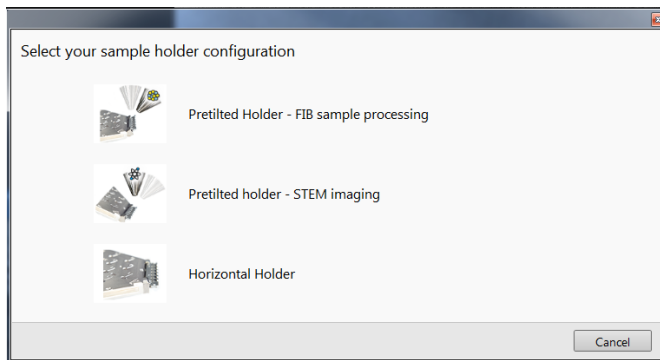 Select your sample holder configuration
Pretilted Holder - FIB sample processing
Pretilted holder - STEM imaging
Horizontal Holder
Cancel